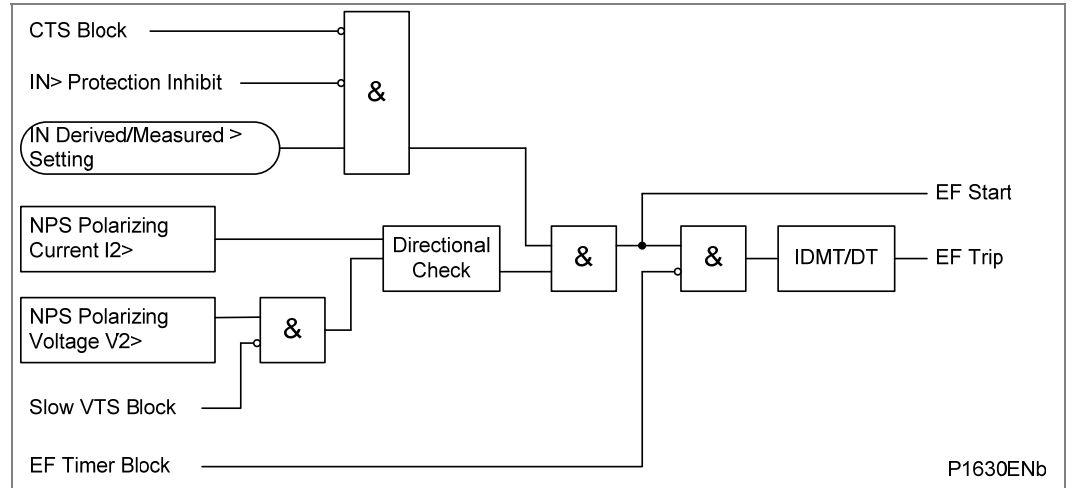 CTS Block
IN> Protection Inhibit
&
IN Derived/Measured >
Setting
EF Start
NPS Polarizing
Current I2>
Directional
Check
&
&
IDMT/DT
EF Trip
NPS Polarizing
Voltage V2>
&
Slow VTS Block
EF Timer Block
P1630ENb